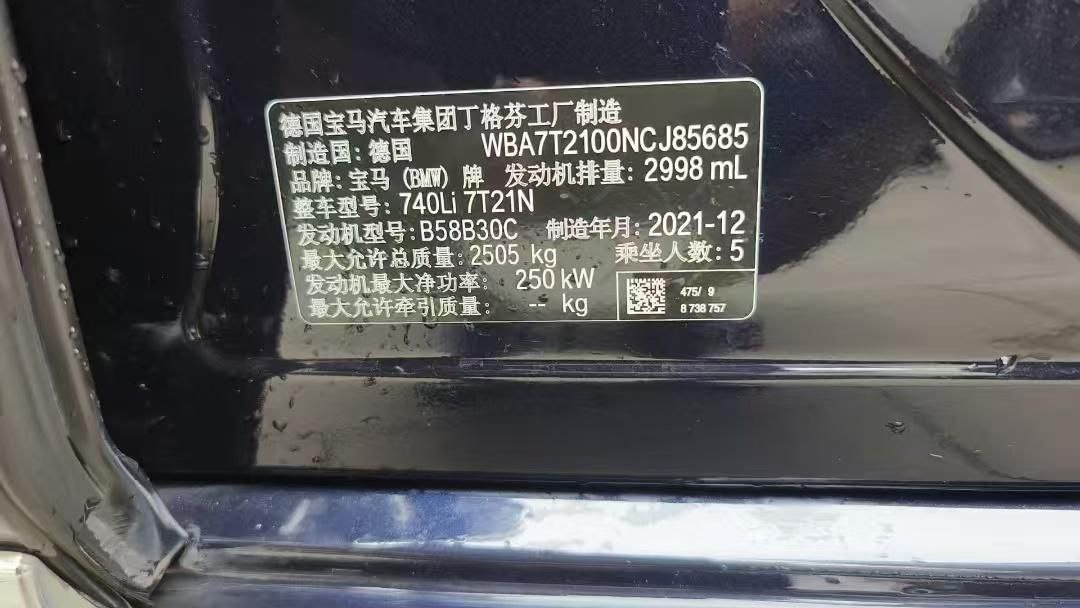 德国宝马汽车集团丁格芬工厂制造
制造国: 德国 WBA7T2100NCJ85685
品牌: 宝马 (BMW) 牌 发动机排量: 2998 mL
整车型号: 740Li 7T21N
发动机型号: B58B30C 制造年月: 2021-12
最大允许总质量: 2505 kg 乘坐人数: 5
发动机最大净功率: 250 kW
最大允许牵引质量: -- kg
475/ 9
8 738 757